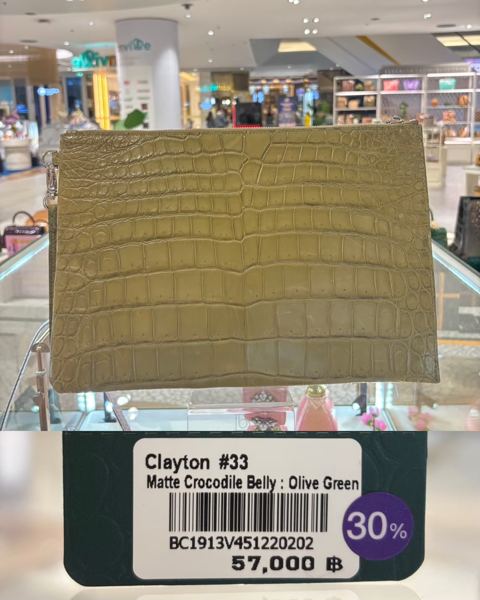 Clayton #33
Matte Crocodile Belly : Olive Green
BC1913V451220202
57,000 ฿
30%